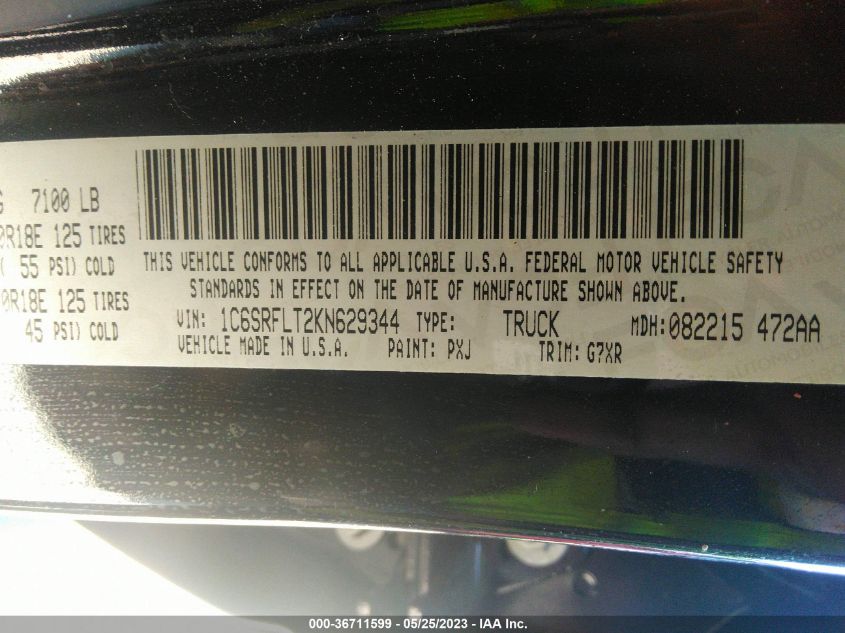 G 7100 LB
0R18E 125 TIRES
( 55 PSI) COLD
0R18E 125 TIRES
45 PSI) COLD
THIS VEHICLE CONFORMS TO ALL APPLICABLE U.S.A. FEDERAL MOTOR VEHICLE SAFETY
STANDARDS IN EFFECT ON THE DATE OF MANUFACTURE SHOWN ABOVE.
VIN: 1C6SRFLT2KN629344 TYPE: TRUCK MDH:082215 472AA
VEHICLE MADE IN U.S.A. PAINT: PXJ TRIM: G7XR
000-36711599 - 05/25/2023 - IAA Inc.